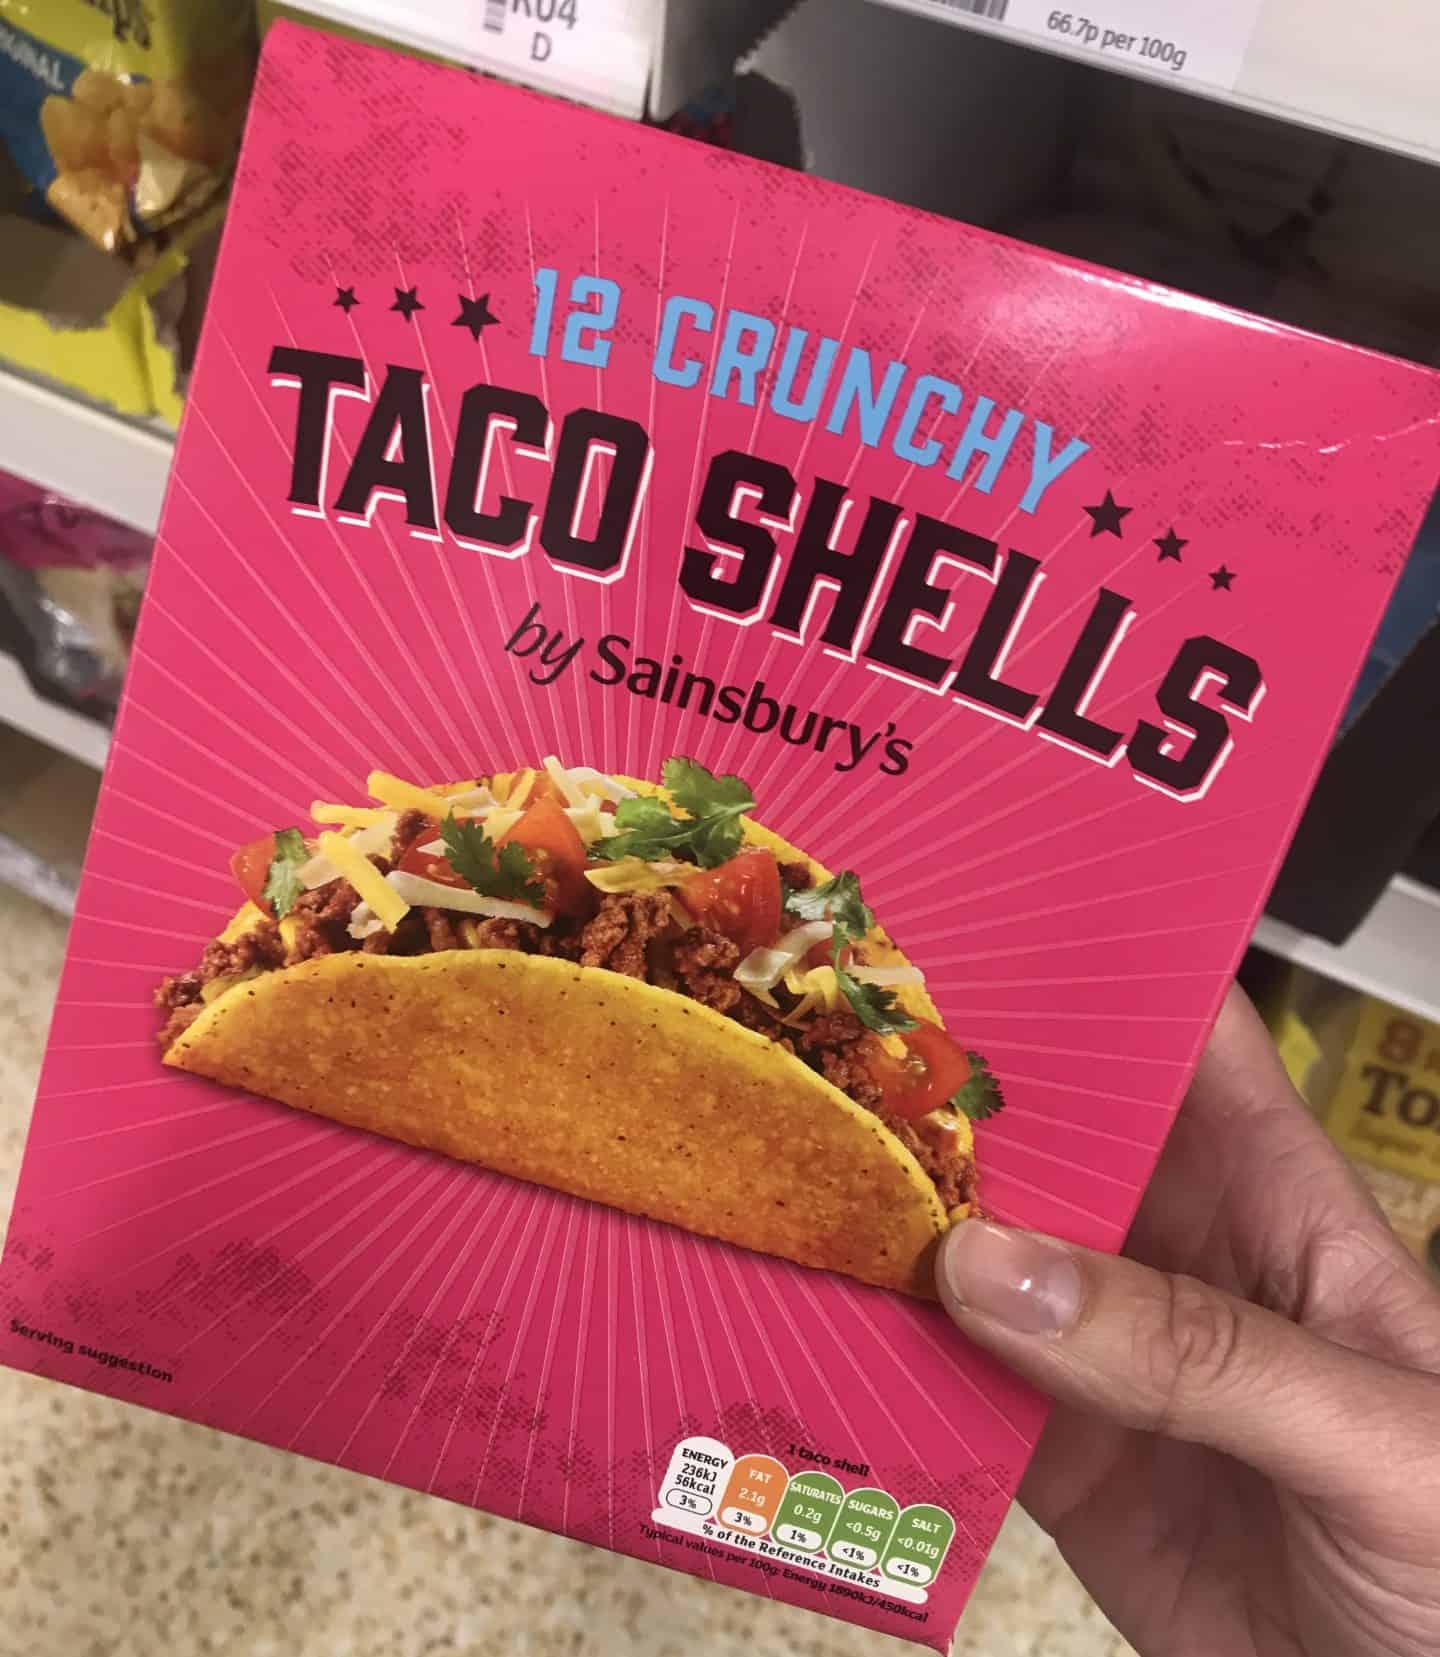 K04
D
66.7p per 100g
12 CRUNCHY
TACO SHELLS
by Sainsbury's
Serving suggestion
1 taco shell
ENERGY
236kJ
56kcal
3%
FAT
2.1g
3%
SATURATES
0.2g
1%
SUGARS
<0.5g
<1%
SALT
<0.01g
<1%
% of the Reference Intakes
Typical values per 100g: Energy 1890kJ/450kcal
8